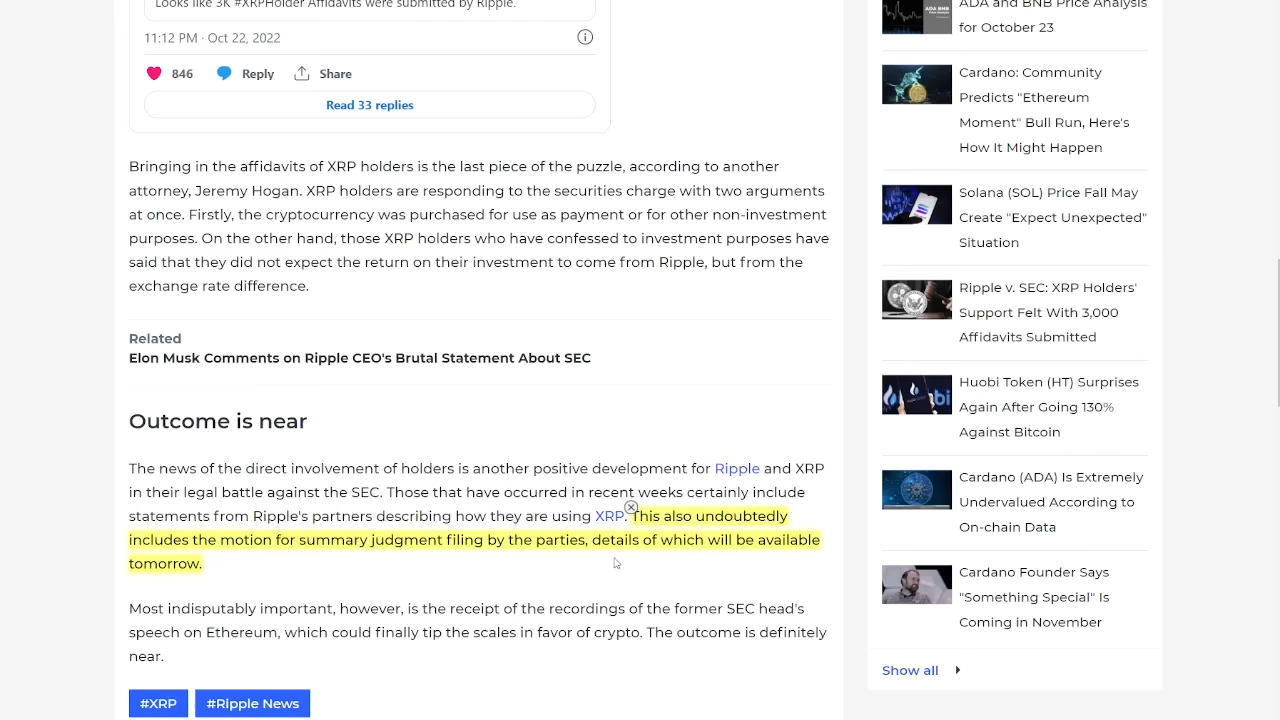 Looks like 3K #XRPHolder Affidavits were submitted by Ripple.
11:12 PM · Oct 22, 2022
846 Reply Share
Read 33 replies
Bringing in the affidavits of XRP holders is the last piece of the puzzle, according to another
attorney, Jeremy Hogan. XRP holders are responding to the securities charge with two arguments
at once. Firstly, the cryptocurrency was purchased for use as payment or for other non-investment
purposes. On the other hand, those XRP holders who have confessed to investment purposes have
said that they did not expect the return on their investment to come from Ripple, but from the
exchange rate difference.
Related
Elon Musk Comments on Ripple CEO's Brutal Statement About SEC
Outcome is near
The news of the direct involvement of holders is another positive development for Ripple and XRP
in their legal battle against the SEC. Those that have occurred in recent weeks certainly include
statements from Ripple's partners describing how they are using XRP. This also undoubtedly
includes the motion for summary judgment filing by the parties, details of which will be available
tomorrow.
Most indisputably important, however, is the receipt of the recordings of the former SEC head's
speech on Ethereum, which could finally tip the scales in favor of crypto. The outcome is definitely
near.
#XRP #Ripple News
ADA BNB
ADA and BNB Price Analysis
for October 23
Cardano: Community
Predicts "Ethereum
Moment" Bull Run, Here's
How It Might Happen
Solana (SOL) Price Fall May
Create "Expect Unexpected"
Situation
Ripple v. SEC: XRP Holders'
Support Felt With 3,000
Affidavits Submitted
Huobi Token (HT) Surprises
Again After Going 130%
Against Bitcoin
Cardano (ADA) Is Extremely
Undervalued According to
On-chain Data
Cardano Founder Says
"Something Special" Is
Coming in November
Show all